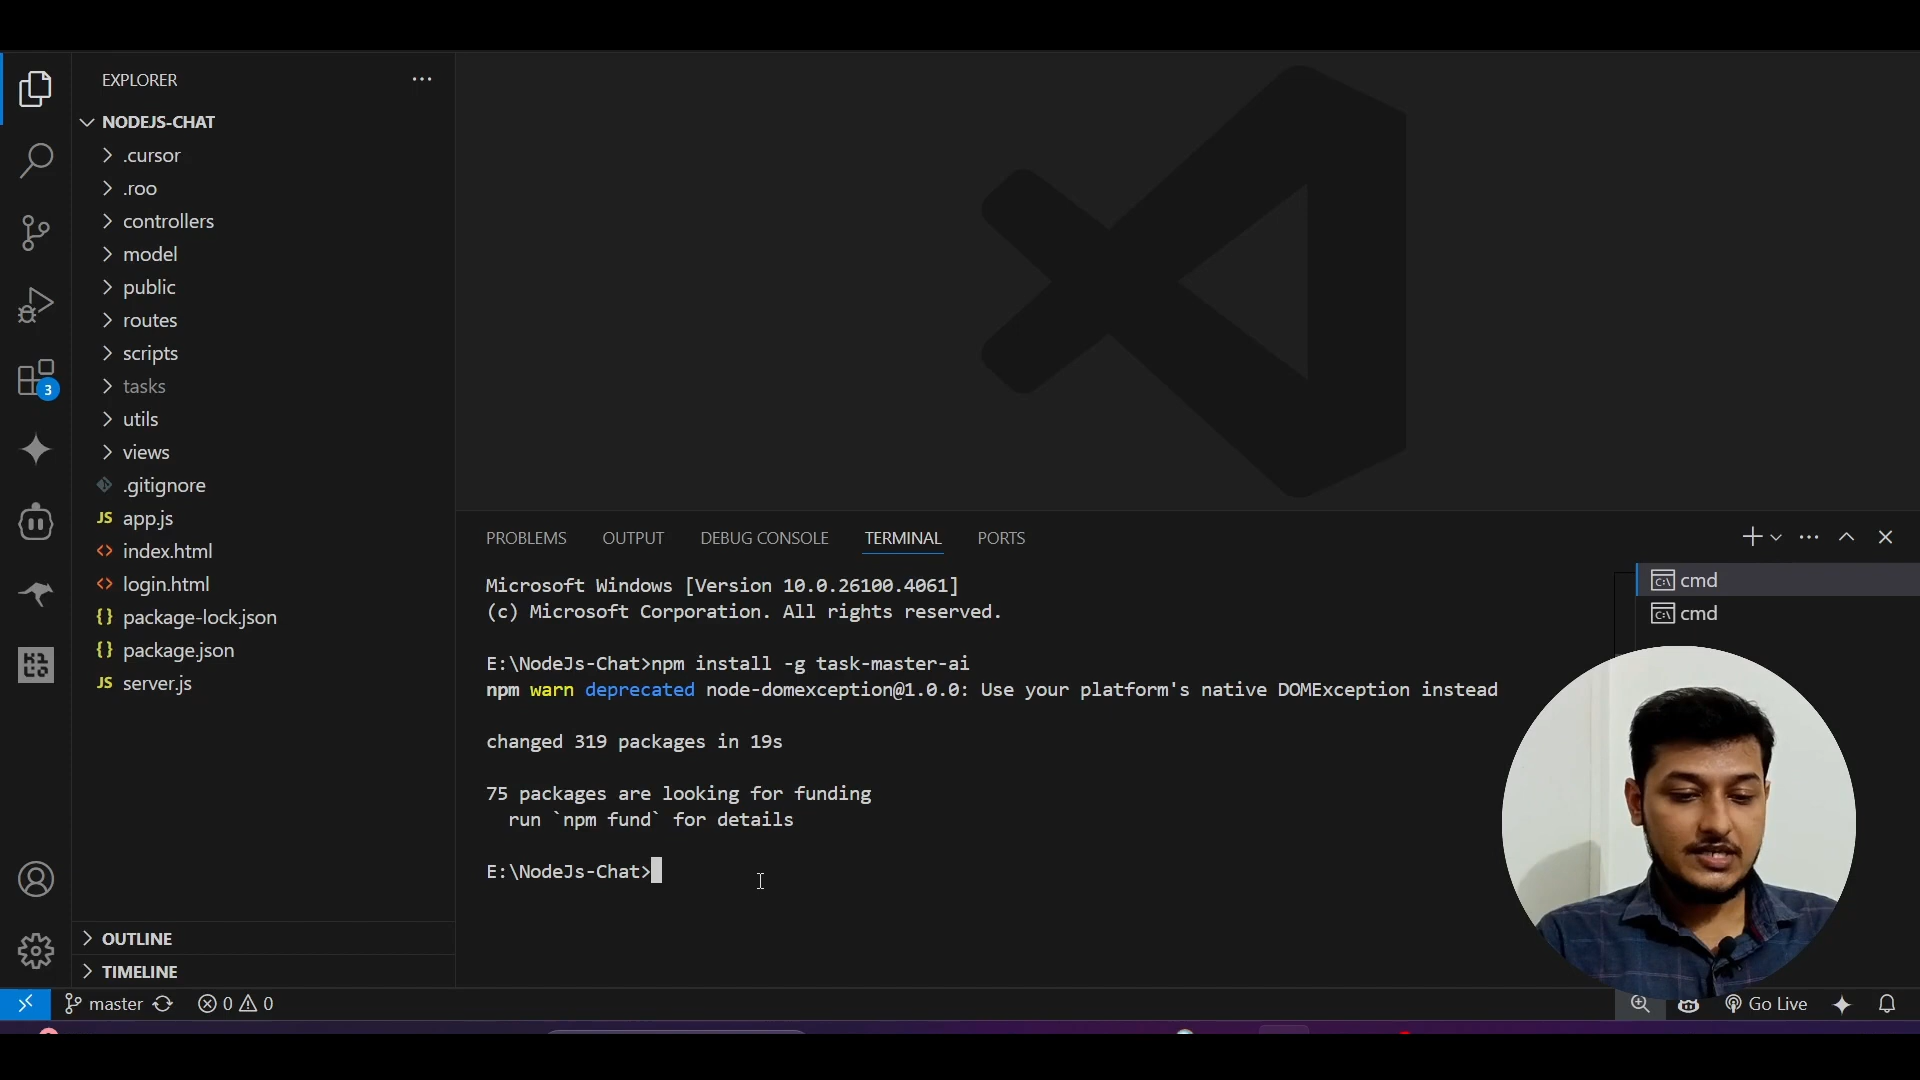 EXPLORER
NODEJS-CHAT
.cursor
.roo
controllers
model
public
routes
scripts
tasks
utils
views
.gitignore
JS app.js
<> index.html
<> login.html
{} package-lock.json
{} package.json
JS server.js
3
OUTLINE
TIMELINE
PROBLEMS OUTPUT DEBUG CONSOLE TERMINAL PORTS
Microsoft Windows [Version 10.0.26100.4061]
(c) Microsoft Corporation. All rights reserved.
E:\NodeJs-Chat>npm install -g task-master-ai
npm warn deprecated node-domexception@1.0.0: Use your platform's native DOMException instead
changed 319 packages in 19s
75 packages are looking for funding
run `npm fund` for details
E:\NodeJs-Chat>
cmd
cmd
master 0 0
Go Live